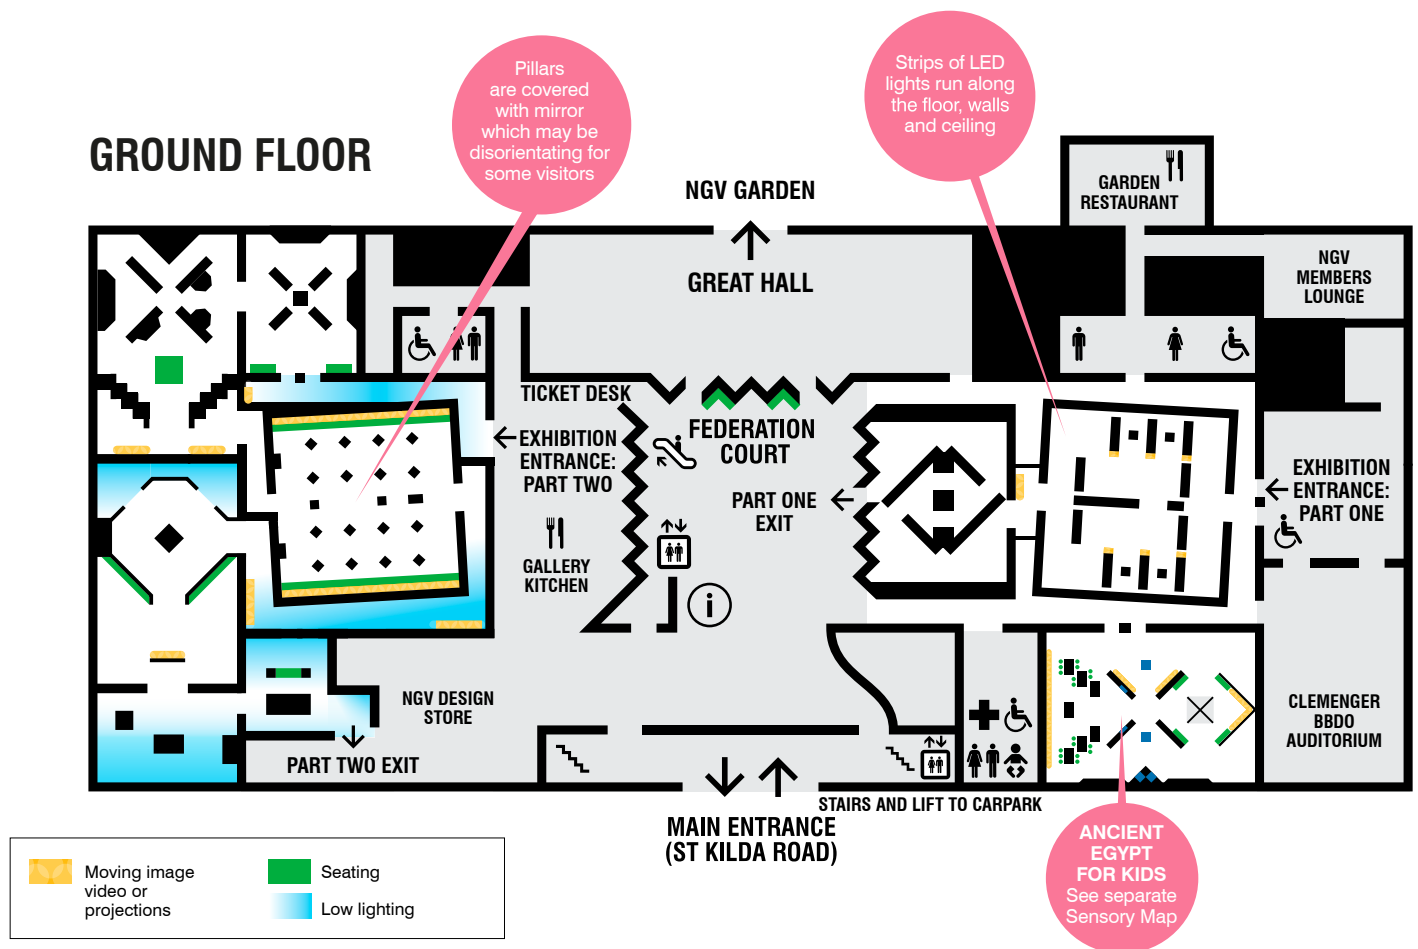 GROUND FLOOR
Pillars
are covered
with mirror
which may be
disorientating for
some visitors
Strips of LED
lights run along
the floor, walls
and ceiling
NGV GARDEN
GREAT HALL
GARDEN
RESTAURANT
NGV
MEMBERS
LOUNGE
TICKET DESK
FEDERATION
COURT
EXHIBITION
ENTRANCE:
PART TWO
PART ONE
EXIT
EXHIBITION
ENTRANCE:
PART ONE
GALLERY
KITCHEN
i
NGV DESIGN
STORE
PART TWO EXIT
CLEMENGER
BBDO
AUDITORIUM
STAIRS AND LIFT TO CARPARK
MAIN ENTRANCE
(ST KILDA ROAD)
ANCIENT
EGYPT
FOR KIDS
See separate
Sensory Map
Moving image
video or
projections
Seating
Low lighting